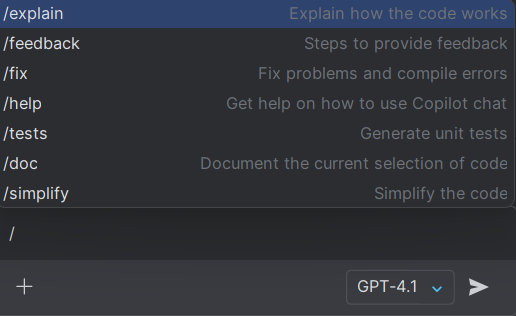 /explain Explain how the code works
/feedback Steps to provide feedback
/fix Fix problems and compile errors
/help Get help on how to use Copilot chat
/tests Generate unit tests
/doc Document the current selection of code
/simplify Simplify the code
/
GPT-4.1